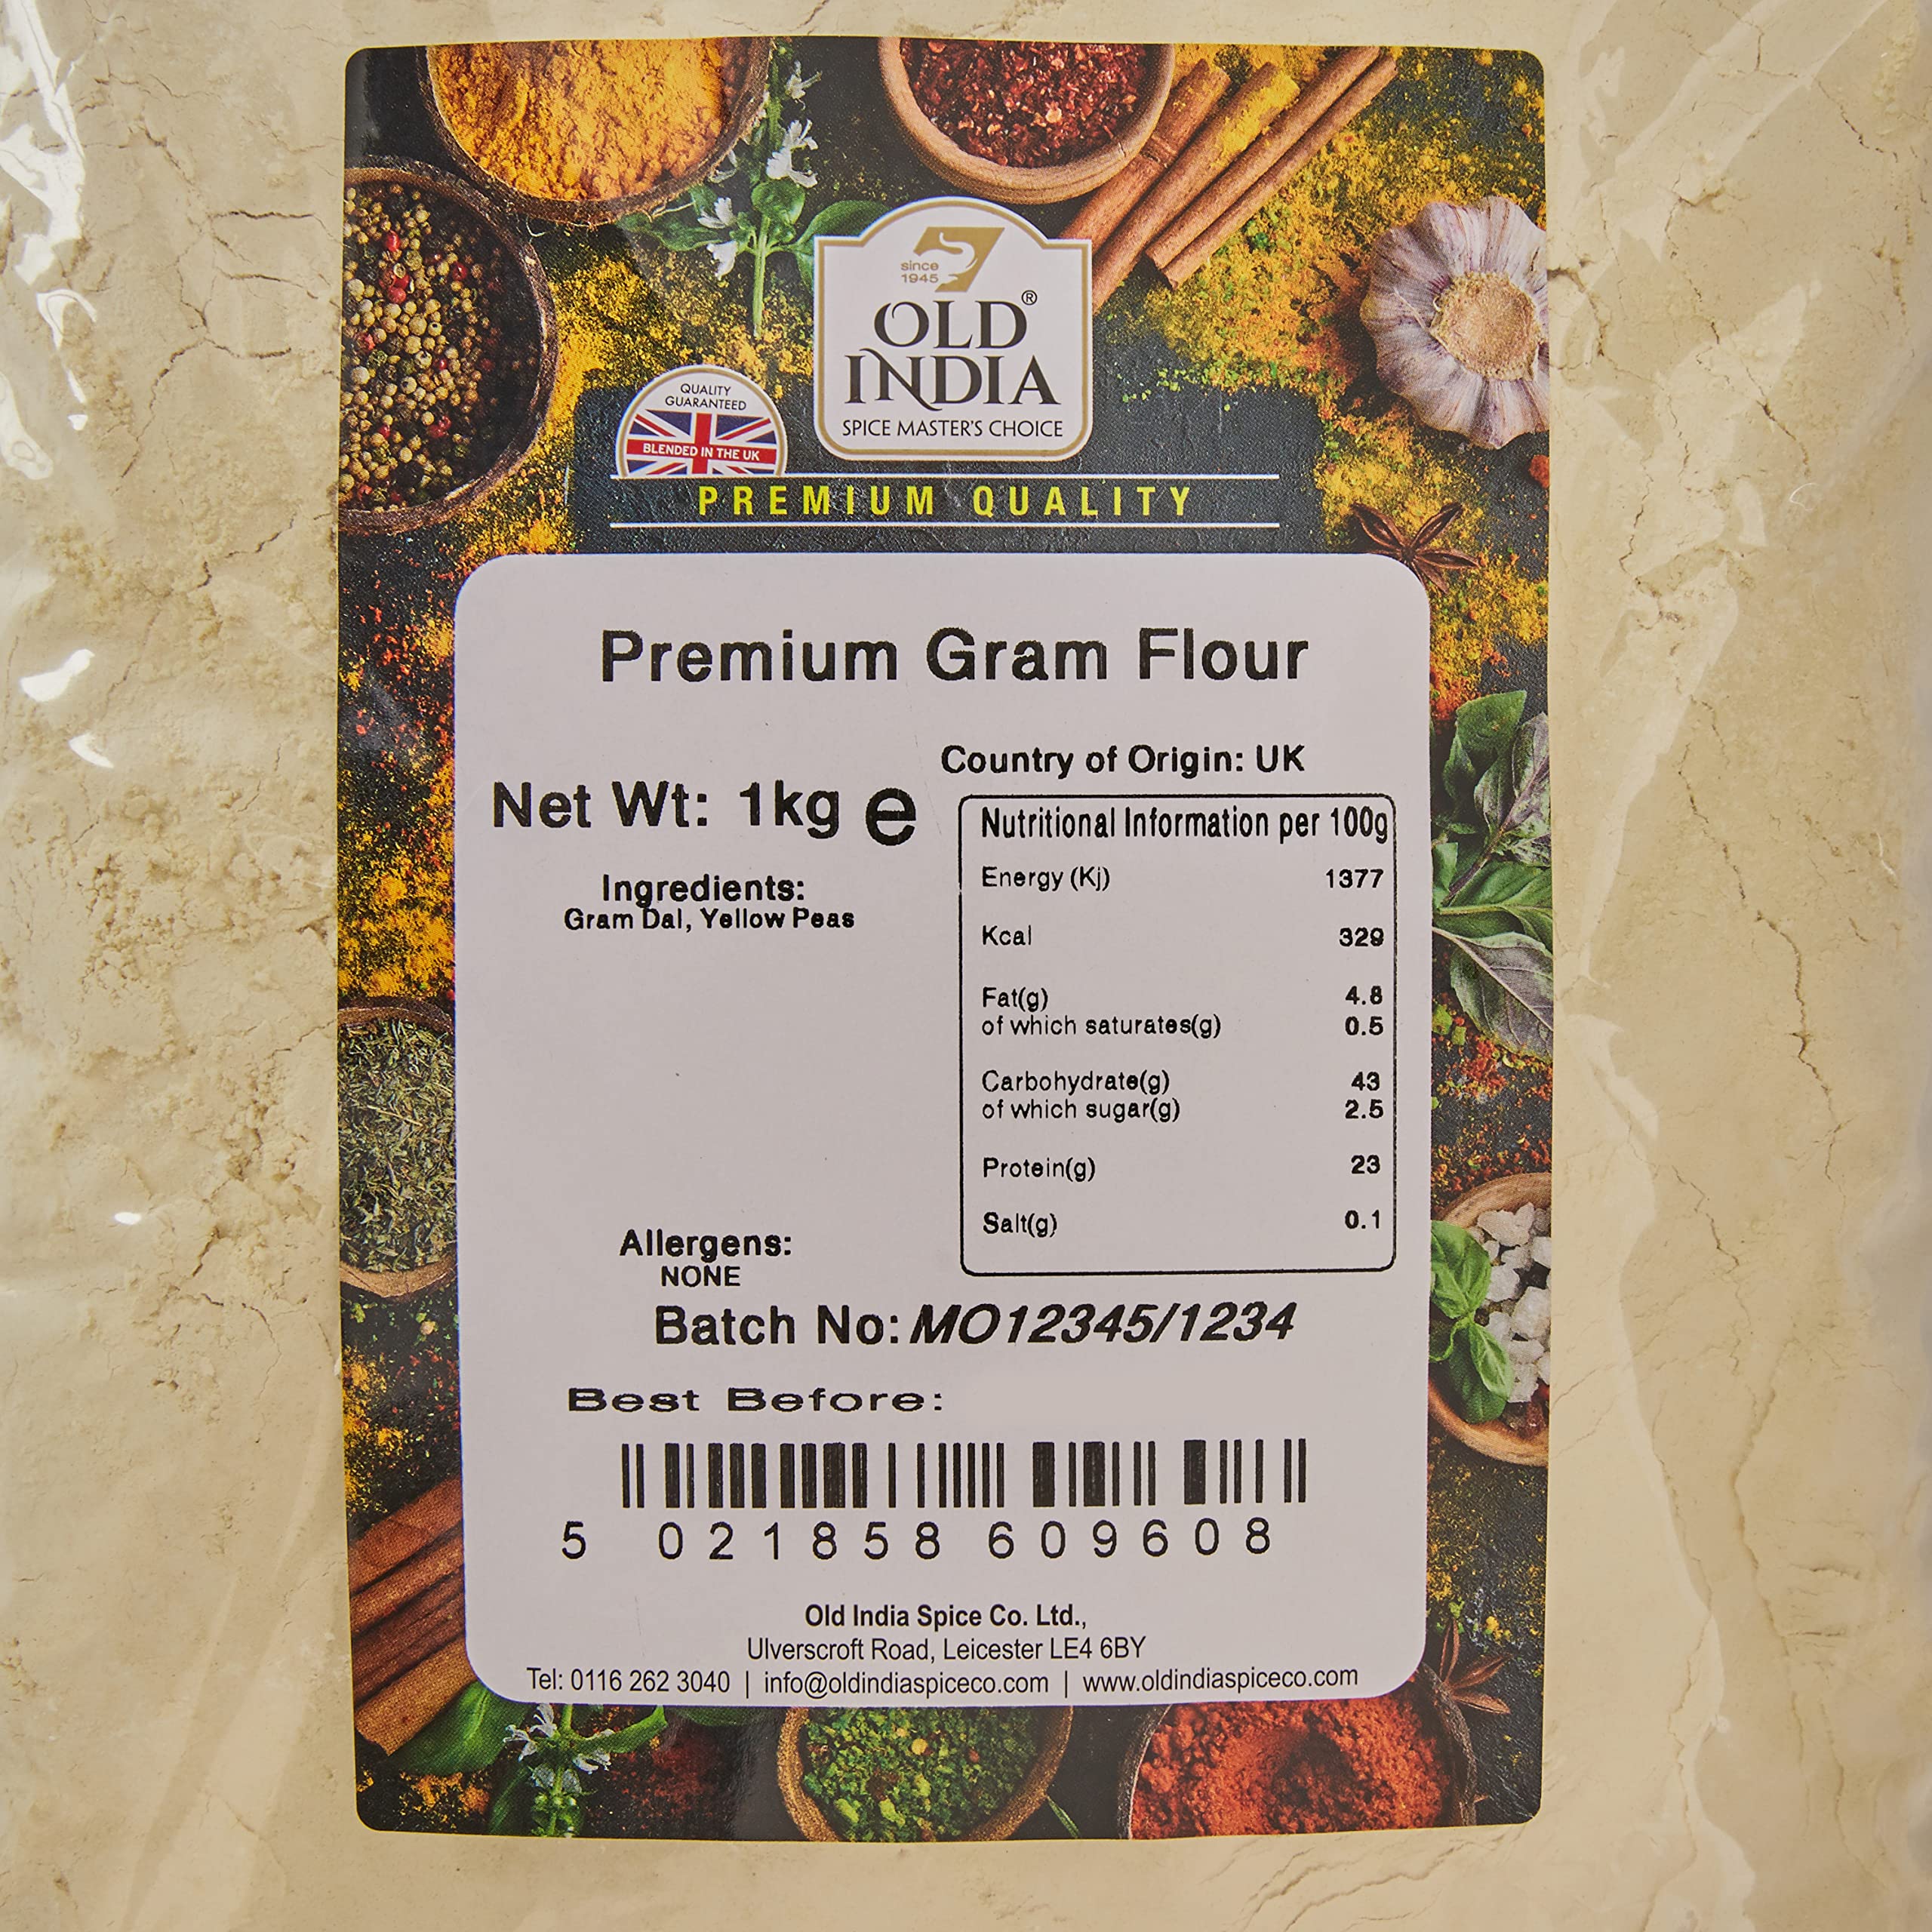 since
1945
OLD®
INDIA
SPICE MASTER'S CHOICE
QUALITY
GUARANTEED
BLENDED IN THE UK
PREMIUM QUALITY
Premium Gram Flour
Country of Origin: UK
Net Wt: 1kg e
Ingredients:
Gram Dal, Yellow Peas
Nutritional Information per 100g
Energy (Kj) 1377
Kcal 329
Fat(g) 4.8
of which saturates(g) 0.5
Carbohydrate(g) 43
of which sugar(g) 2.5
Protein(g) 23
Salt(g) 0.1
Allergens:
NONE
Batch No: MO12345/1234
Best Before:
5 021858 609608
Old India Spice Co. Ltd.,
Ulverscroft Road, Leicester LE4 6BY
Tel: 0116 262 3040 | info@oldindiaspiceco.com | www.oldindiaspiceco.com